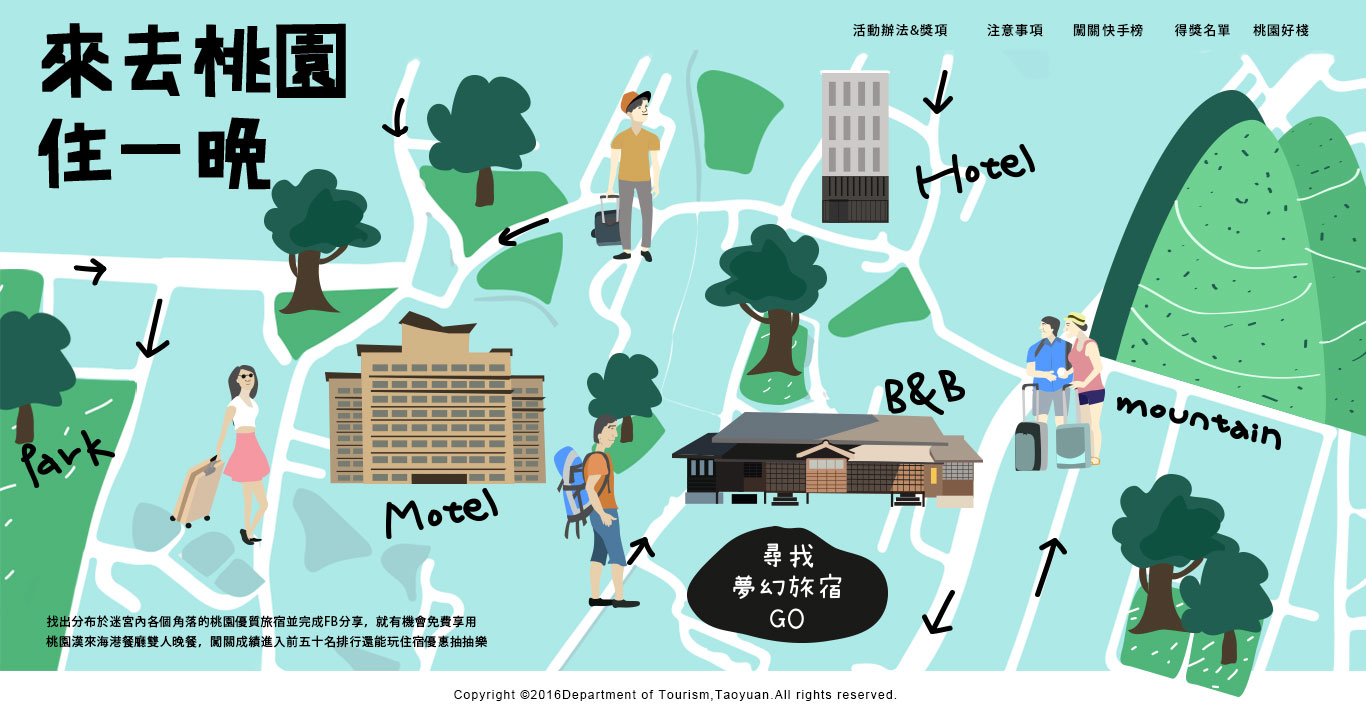 來去桃園
住一晚
活動辦法&獎項
注意事項
闖關快手榜
得獎名單
桃園好棧
Hotel
B&B
mountain
Park
Motel
尋找
夢幻旅宿
GO
找出分布於迷宮內各個角落的桃園優質旅宿並完成FB分享，就有機會免費享用
桃園漢來海港餐廳雙人晚餐，闖關成績進入前五十名排行還能玩住宿優惠抽抽樂
Copyright ©2016Department of Tourism,Taoyuan.All rights reserved.